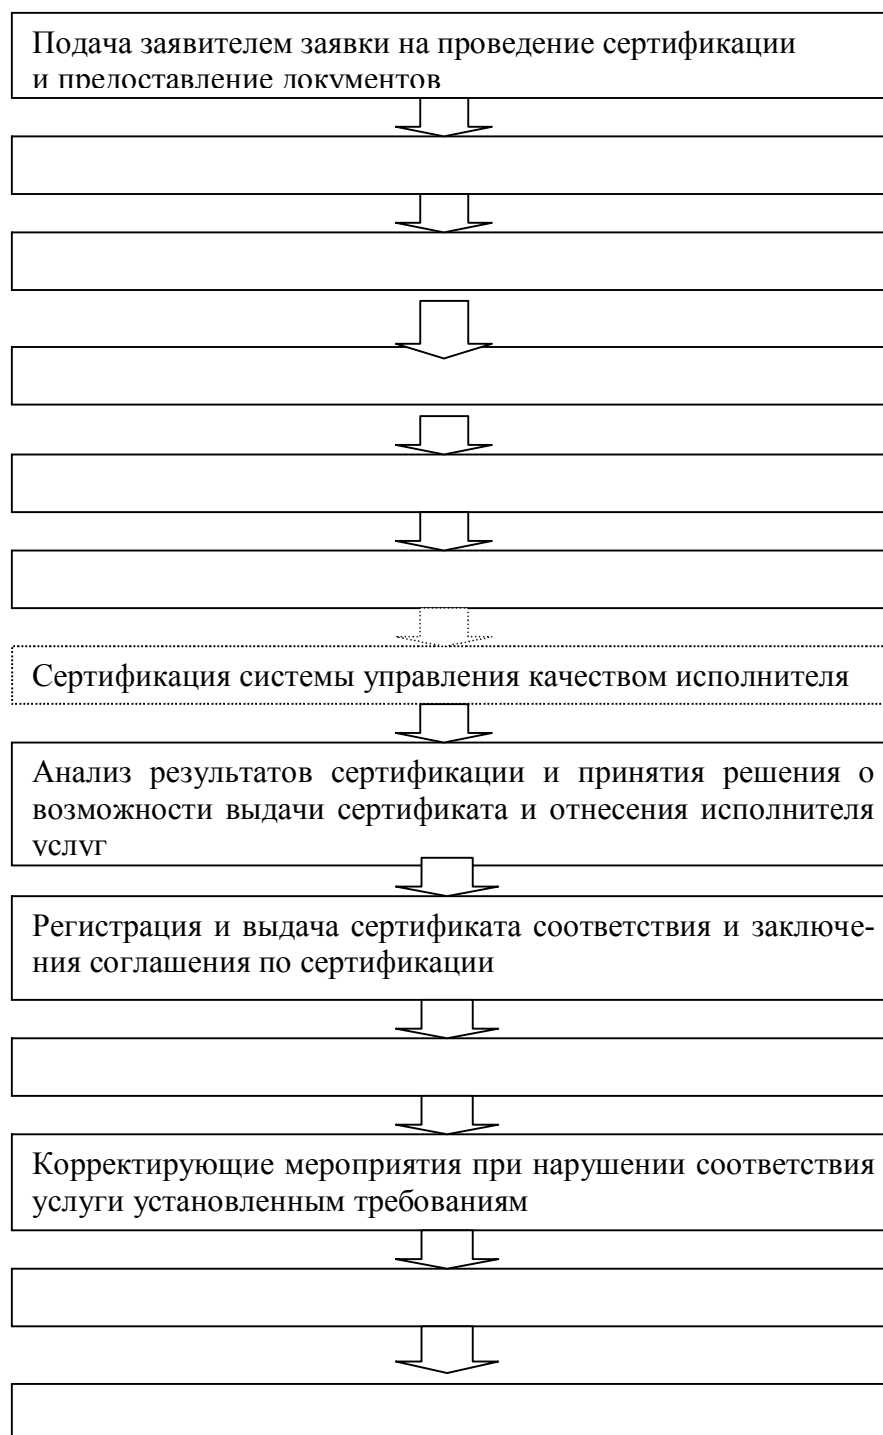 Подача заявителем заявки на проведение сертификации
и предоставление документов
Сертификация системы управления качеством исполнителя
Анализ результатов сертификации и принятия решения о
возможности выдачи сертификата и отнесения исполнителя
услуг
Регистрация и выдача сертификата соответствия и заключе-
ния соглашения по сертификации
Корректирующие мероприятия при нарушении соответствия
услуги установленным требованиям